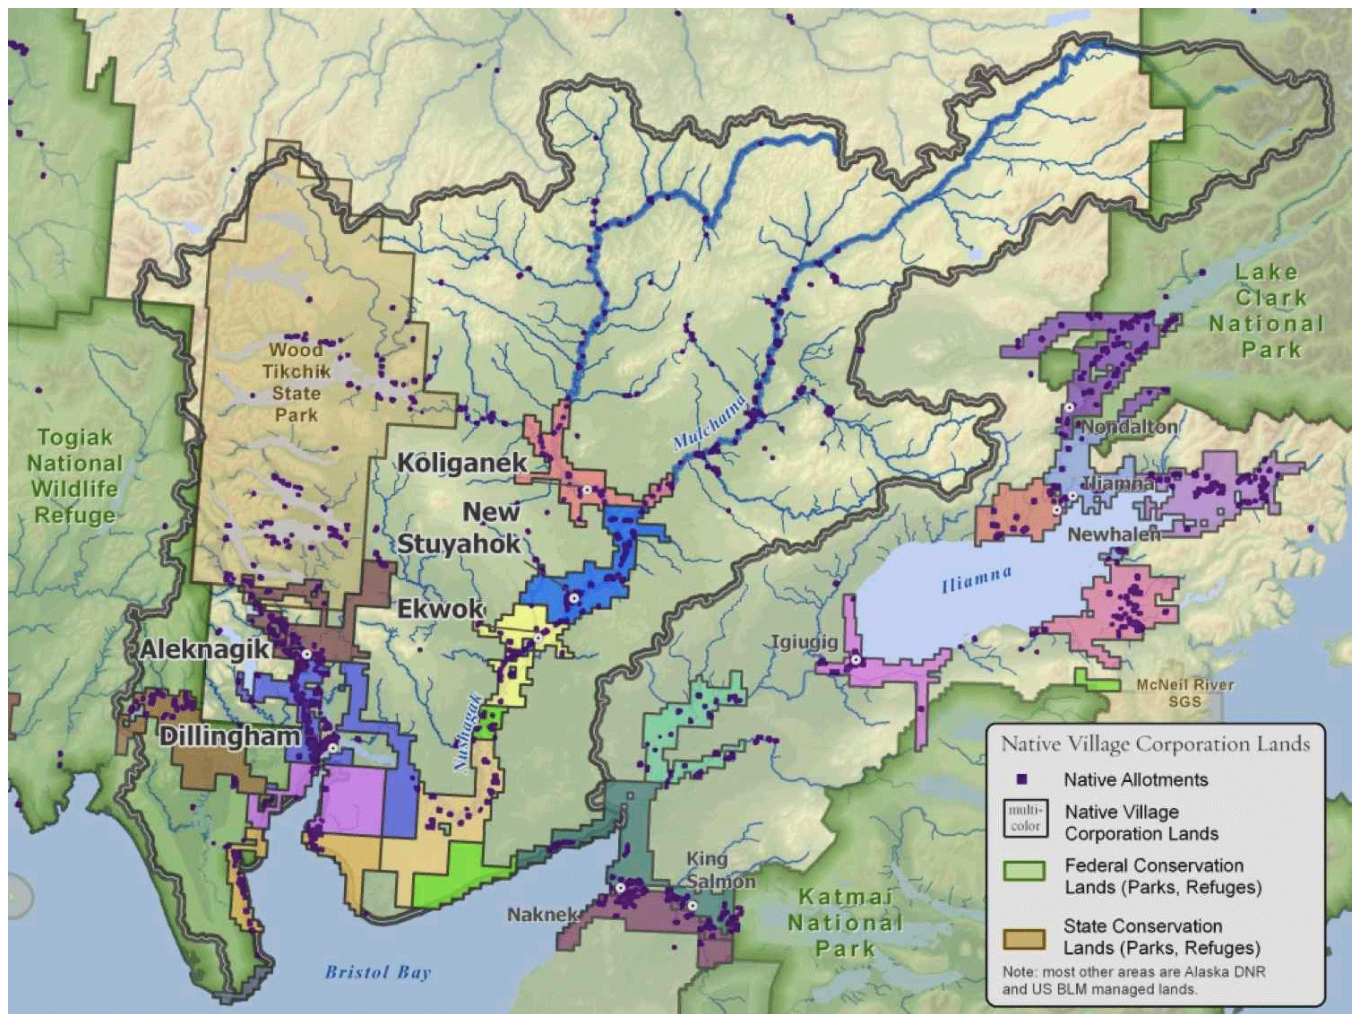 Lake
Clark
National
Park
Wood
Tikchik
State
Park
Mulchatna
Nondalton
Togiak
National
Wildlife
Refuge
Koliganek
Iliamna
New
Stuyahok
Newhalen
Iliamna
Ekwok
Igiugig
Aleknagik
McNeil River
SGS
Dillingham
Nushagak
Native Village Corporation Lands
Native Allotments
multi-
color
Native Village
Corporation Lands
Federal Conservation
Lands (Parks, Refuges)
State Conservation
Lands (Parks, Refuges)
Note: most other areas are Alaska DNR
and US BLM managed lands.
King
Salmon
Katmai
National
Park
Naknek
Bristol Bay